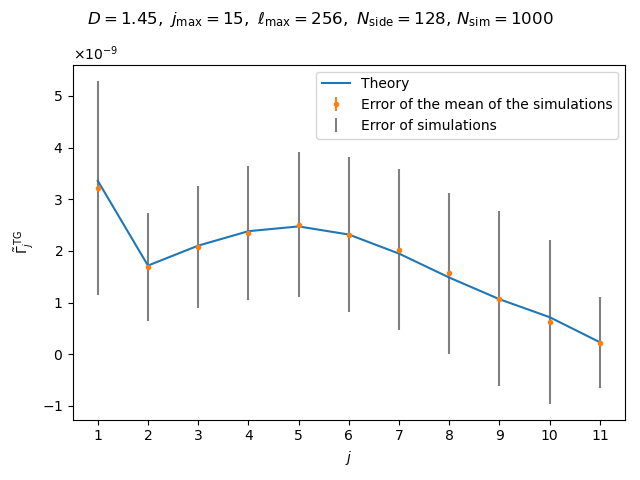 D = 1.45, j_max = 15, ℓ_max = 256, N_side = 128, N_sim = 1000
×10⁻⁹
Theory
Error of the mean of the simulations
Error of simulations
5
4
3
2
1
0
−1
Γ̃_j^TG
1 2 3 4 5 6 7 8 9 10 11
j